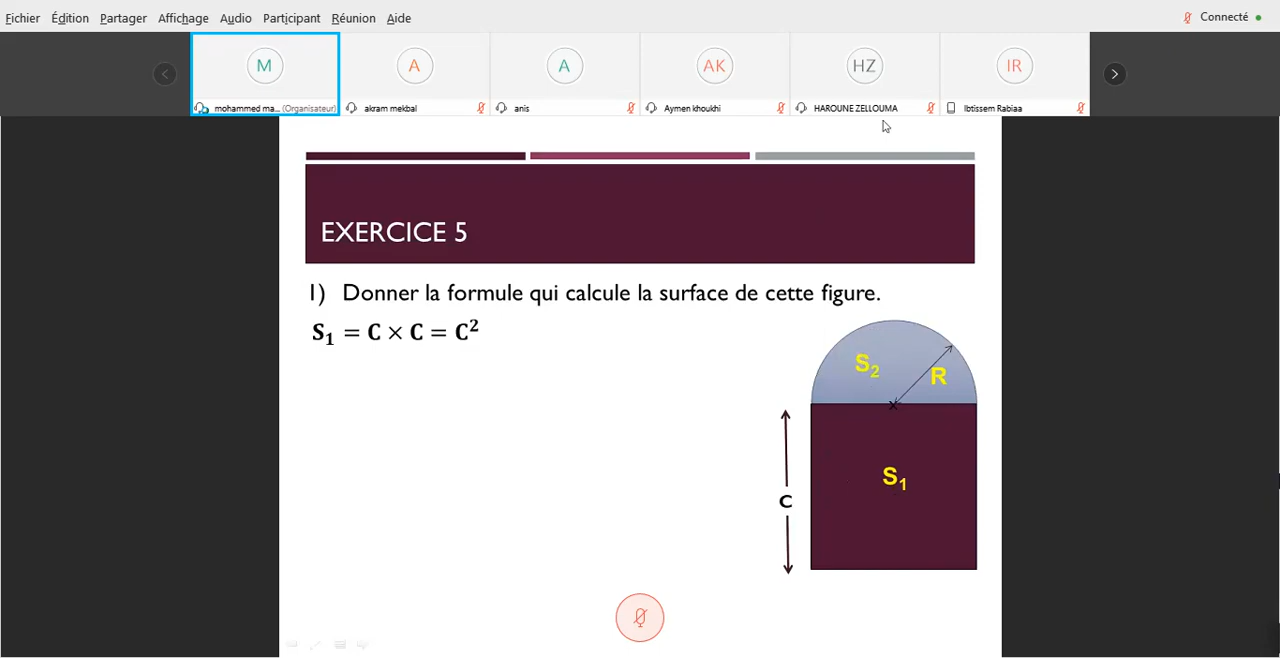 Fichier Édition Partager Affichage Audio Participant Réunion Aide Connecté
M A A AK HZ IR
mohammed ma... (Organisateur) akram mekbal anis Aymen khoukhi HAROUNE ZELLOUMA Ibtissem Rabiaa
EXERCICE 5
1) Donner la formule qui calcule la surface de cette figure.
S₁ = C × C = C²
S₂
R
S₁
C